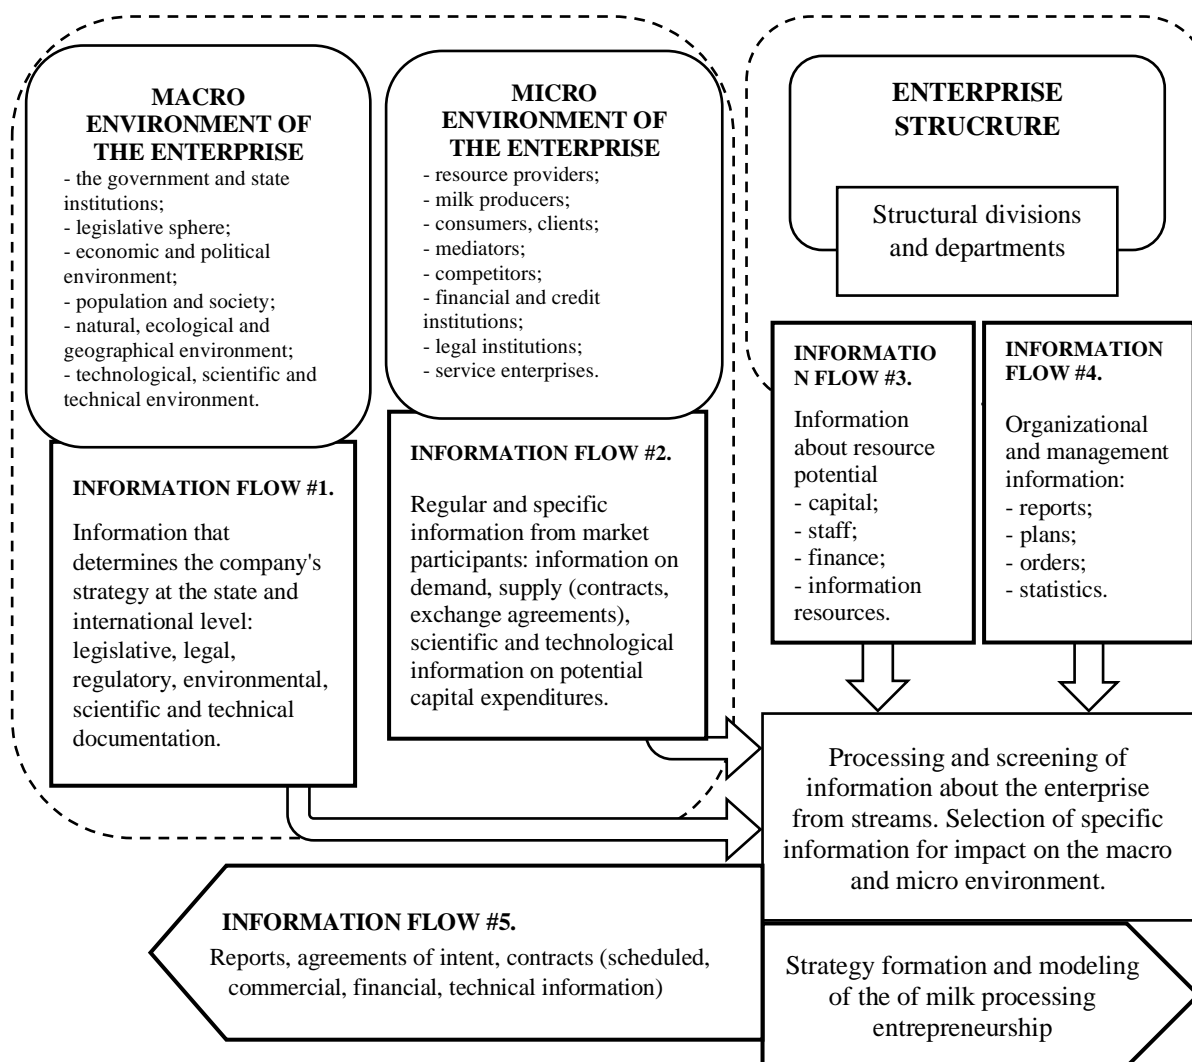 MACRO
ENVIRONMENT OF
THE ENTERPRISE
- the government and state
institutions;
- legislative sphere;
- economic and political
environment;
- population and society;
- natural, ecological and
geographical environment;
- technological, scientific and
technical environment.
INFORMATION FLOW #1.
Information that
determines the company's
strategy at the state and
international level:
legislative, legal,
regulatory, environmental,
scientific and technical
documentation.
MICRO
ENVIRONMENT OF
THE ENTERPRISE
- resource providers;
- milk producers;
- consumers, clients;
- mediators;
- competitors;
- financial and credit
institutions;
- legal institutions;
- service enterprises.
INFORMATION FLOW #2.
Regular and specific
information from market
participants: information on
demand, supply (contracts,
exchange agreements),
scientific and technological
information on potential
capital expenditures.
ENTERPRISE
STRUCRURE
Structural divisions
and departments
INFORMATIO
N FLOW #3.
Information
about resource
potential
- capital;
- staff;
- finance;
- information
resources.
INFORMATION
FLOW #4.
Organizational
and management
information:
- reports;
- plans;
- orders;
- statistics.
Processing and screening of
information about the enterprise
from streams. Selection of specific
information for impact on the macro
and micro environment.
INFORMATION FLOW #5.
Reports, agreements of intent, contracts (scheduled,
commercial, financial, technical information)
Strategy formation and modeling
of the of milk processing
entrepreneurship